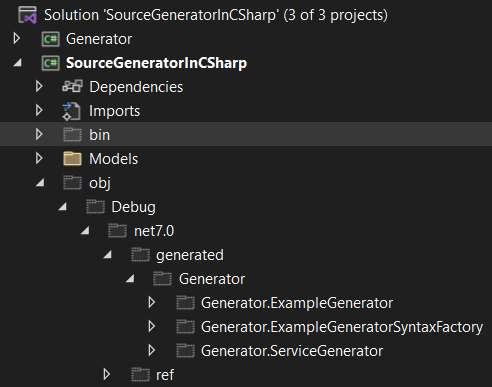 Solution 'SourceGeneratorInCSharp' (3 of 3 projects)
Generator
SourceGeneratorInCSharp
Dependencies
Imports
bin
Models
obj
Debug
net7.0
generated
Generator
Generator.ExampleGenerator
Generator.ExampleGeneratorSyntaxFactory
Generator.ServiceGenerator
ref